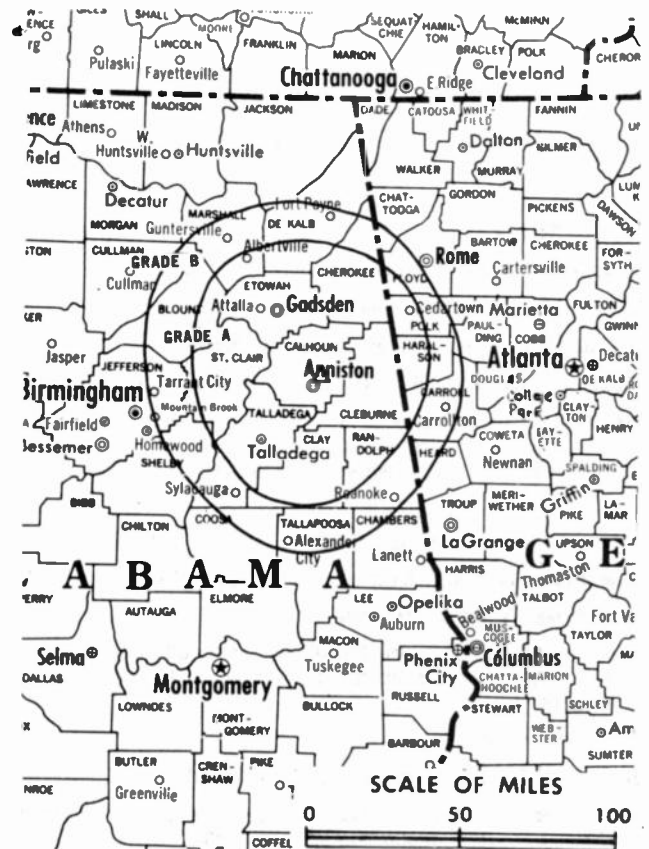 SHALL
MOORE
LINCOLN
FRANKLIN
MARION
SEQUAT-
CHIE
HAMIL-
TON
McMINN
BRADLEY
POLK
CHEROK
Pulaski
Fayetteville
Chattanooga
E.Ridge
Cleveland
LIMESTONE
MADISON
JACKSON
DADE
CATOOSA
WHIT-
FIELD
FANNIN
Athens
W.
Huntsville
Huntsville
Dalton
GILMER
WALKER
MURRAY
Decatur
CHAT-
TOOGA
GORDON
PICKENS
DAWSON
MORGAN
MARSHALL
Fort Payne
DE KALB
Guntersville
Albertville
CULLMAN
GRADE B
Cullman
CHEROKEE
FLOYD
Rome
BARTOW
CHEROKEE
FOR-
SYTH
Cartersville
ETOWAH
Attalla
Gadsden
BLOUNT
Cedartown
Marietta
FULTON
GWINN
POLK
PAUL-
DING
COBB
GRADE A
CALHOUN
HARAL-
SON
Jasper
ST. CLAIR
Anniston
Atlanta
Decatu
DE KALB
JEFFERSON
DOUGLAS
Tarrant City
Birmingham
Mountain Brook
CARROLL
Carrollton
College
Park
CLAY-
TON
HENRY
Fairfield
TALLADEGA
CLEBURNE
FAY-
ETTE
Homewood
Bessemer
Talladega
CLAY
RAN-
DOLPH
HEARD
COWETA
Newnan
SHELBY
SPALDING
Sylacauga
Roanoke
TROUP
MERI-
WETHER
Griffin
PIKE
LA-
MAR
BIBB
CHILTON
COOSA
TALLAPOOSA
CHAMBERS
Alexander
City
Lanett
LaGrange
G E
UPSON
Thomaston
A B A M A
HARRIS
TALBOT
AUTAUGA
ELMORE
LEE
Opelika
Auburn
Bealwood
MUS-
COGEE
Fort Va
TAYLOR
MACON
Tuskegee
Selma
DALLAS
Montgomery
Phenix
City
Columbus
CHATTA-
HOOCHEE
MARION
RUSSELL
LOWNDES
MONT-
GOMERY
BULLOCK
STEWART
SCHLEY
WEB-
STER
Am
SUMTER
BARBOUR
BUTLER
CREN-
SHAW
PIKE
Greenville
COFFEE
SCALE OF MILES
0 50 100